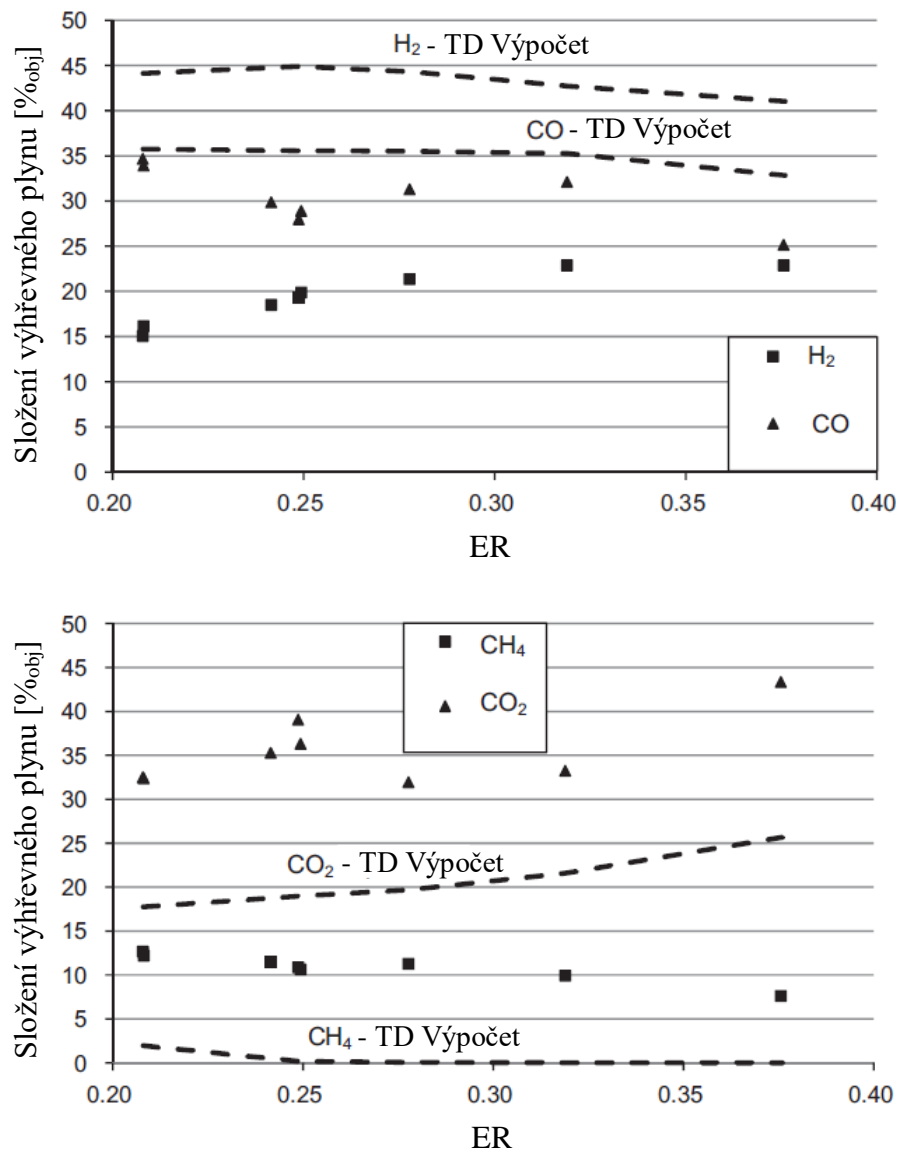 Složení výhřevného plynu [%obj]
50
45
40
35
30
25
20
15
10
5
0
H₂ - TD Výpočet
CO - TD Výpočet
H₂
CO
0.20
0.25
0.30
0.35
0.40
ER
Složení výhřevného plynu [%obj]
50
45
40
35
30
25
20
15
10
5
0
CH₄
CO₂
CO₂ - TD Výpočet
CH₄ - TD Výpočet
0.20
0.25
0.30
0.35
0.40
ER